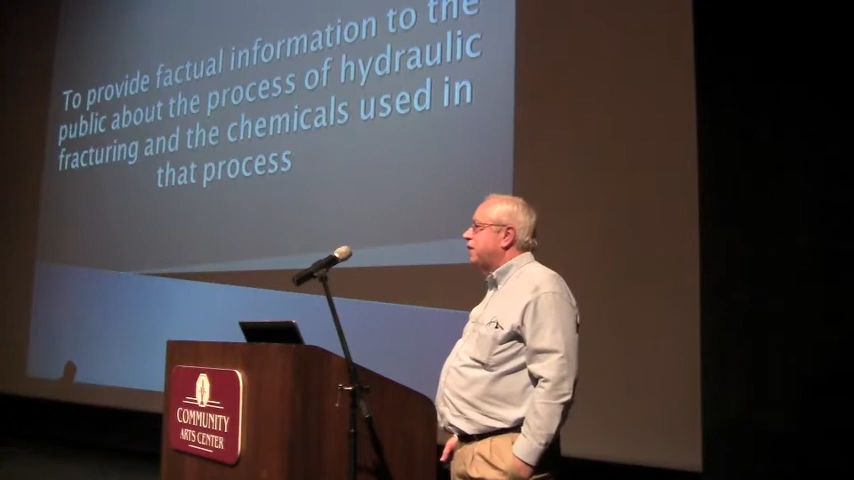 To provide factual information to the
public about the process of hydraulic
fracturing and the chemicals used in
that process
COMMUNITY
ARTS CENTER